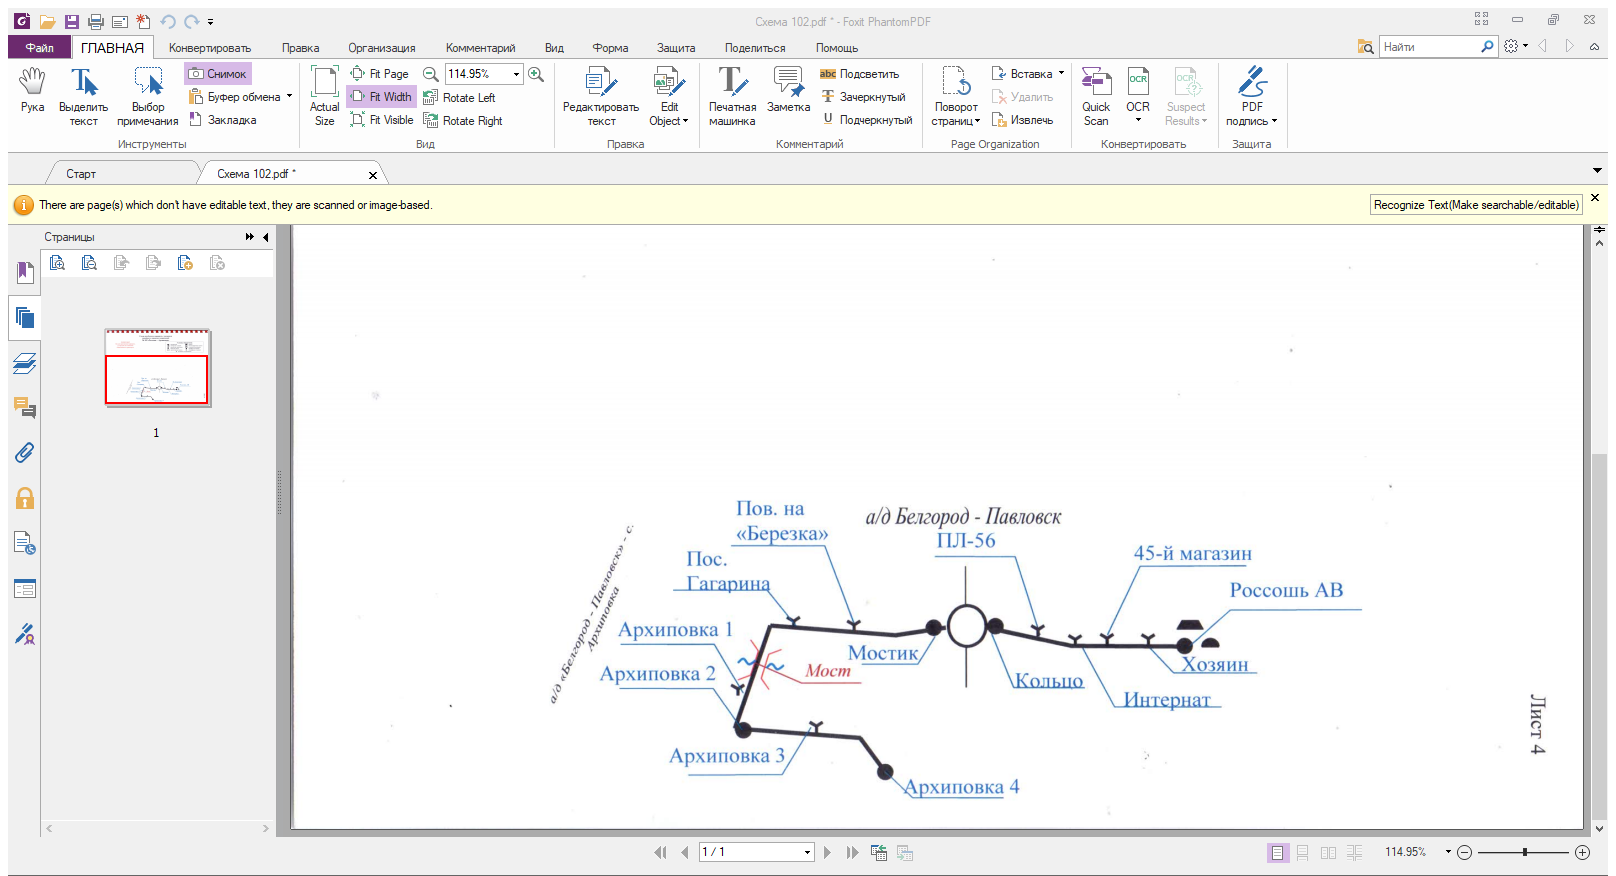 Схема 102.pdf * - Foxit PhantomPDF
Файл
ГЛАВНАЯ
Конвертировать
Правка
Организация
Комментарий
Вид
Форма
Защита
Поделиться
Помощь
Найти
Рука
Выделить
текст
Выбор
примечания
Снимок
Буфер обмена
Закладка
Инструменты
Actual
Size
Fit Page
Fit Width
Fit Visible
114.95%
Rotate Left
Rotate Right
Вид
Редактировать
текст
Edit
Object
Правка
Печатная
машинка
Заметка
abc Подсветить
Зачеркнутый
U Подчеркнутый
Комментарий
Поворот
страниц
Вставка
Удалить
Извлечь
Page Organization
Quick
Scan
OCR
OCR
OCR
Suspect
Results
Конвертировать
PDF
подпись
Защита
Старт
Схема 102.pdf *
There are page(s) which don't have editable text, they are scanned or image-based.
Recognize Text(Make searchable/editable)
Страницы
1
Пов. на
«Березка»
а/д Белгород - Павловск
ПЛ-56
45-й магазин
Пос.
Гагарина
Россошь АВ
а/д «Белгород - Павловск» - с.
Архиповка
Архиповка 1
Мостик
Хозяин
Архиповка 2
Мост
Кольцо
Интернат
Архиповка 3
Архиповка 4
Лист 4
1 / 1
114.95%